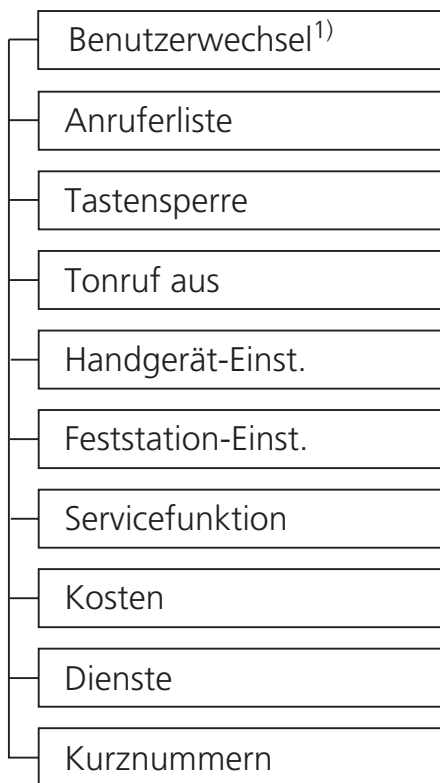 Benutzerwechsel1)
Anruferliste
Tastensperre
Tonruf aus
Handgerät-Einst.
Feststation-Einst.
Servicefunktion
Kosten
Dienste
Kurznummern